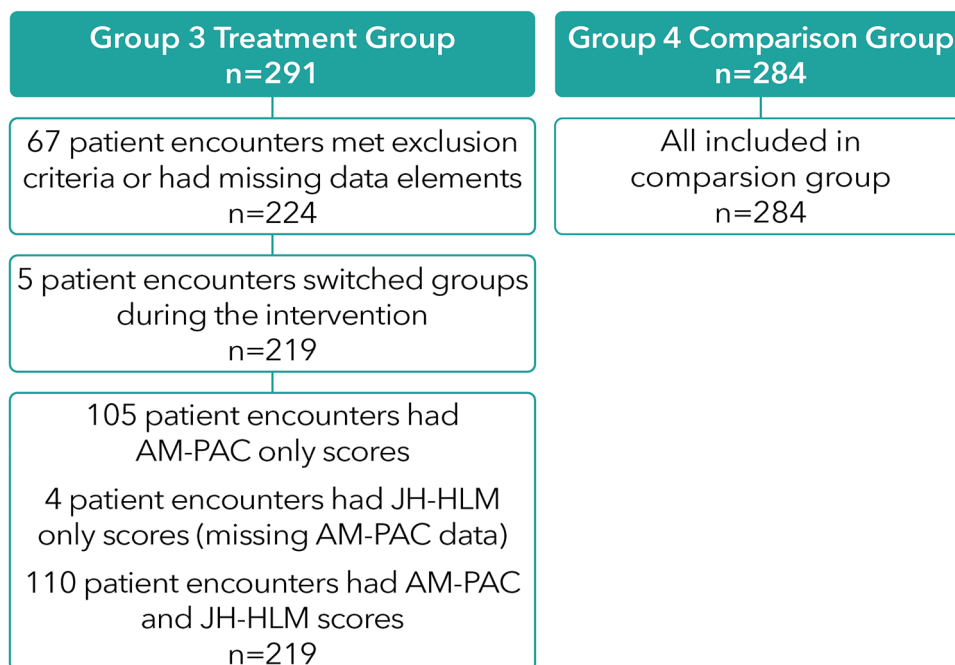 Group 3 Treatment Group
n=291
67 patient encounters met exclusion
criteria or had missing data elements
n=224
5 patient encounters switched groups
during the intervention
n=219
105 patient encounters had
AM-PAC only scores
4 patient encounters had JH-HLM
only scores (missing AM-PAC data)
110 patient encounters had AM-PAC
and JH-HLM scores
n=219
Group 4 Comparison Group
n=284
All included in
comparsion group
n=284